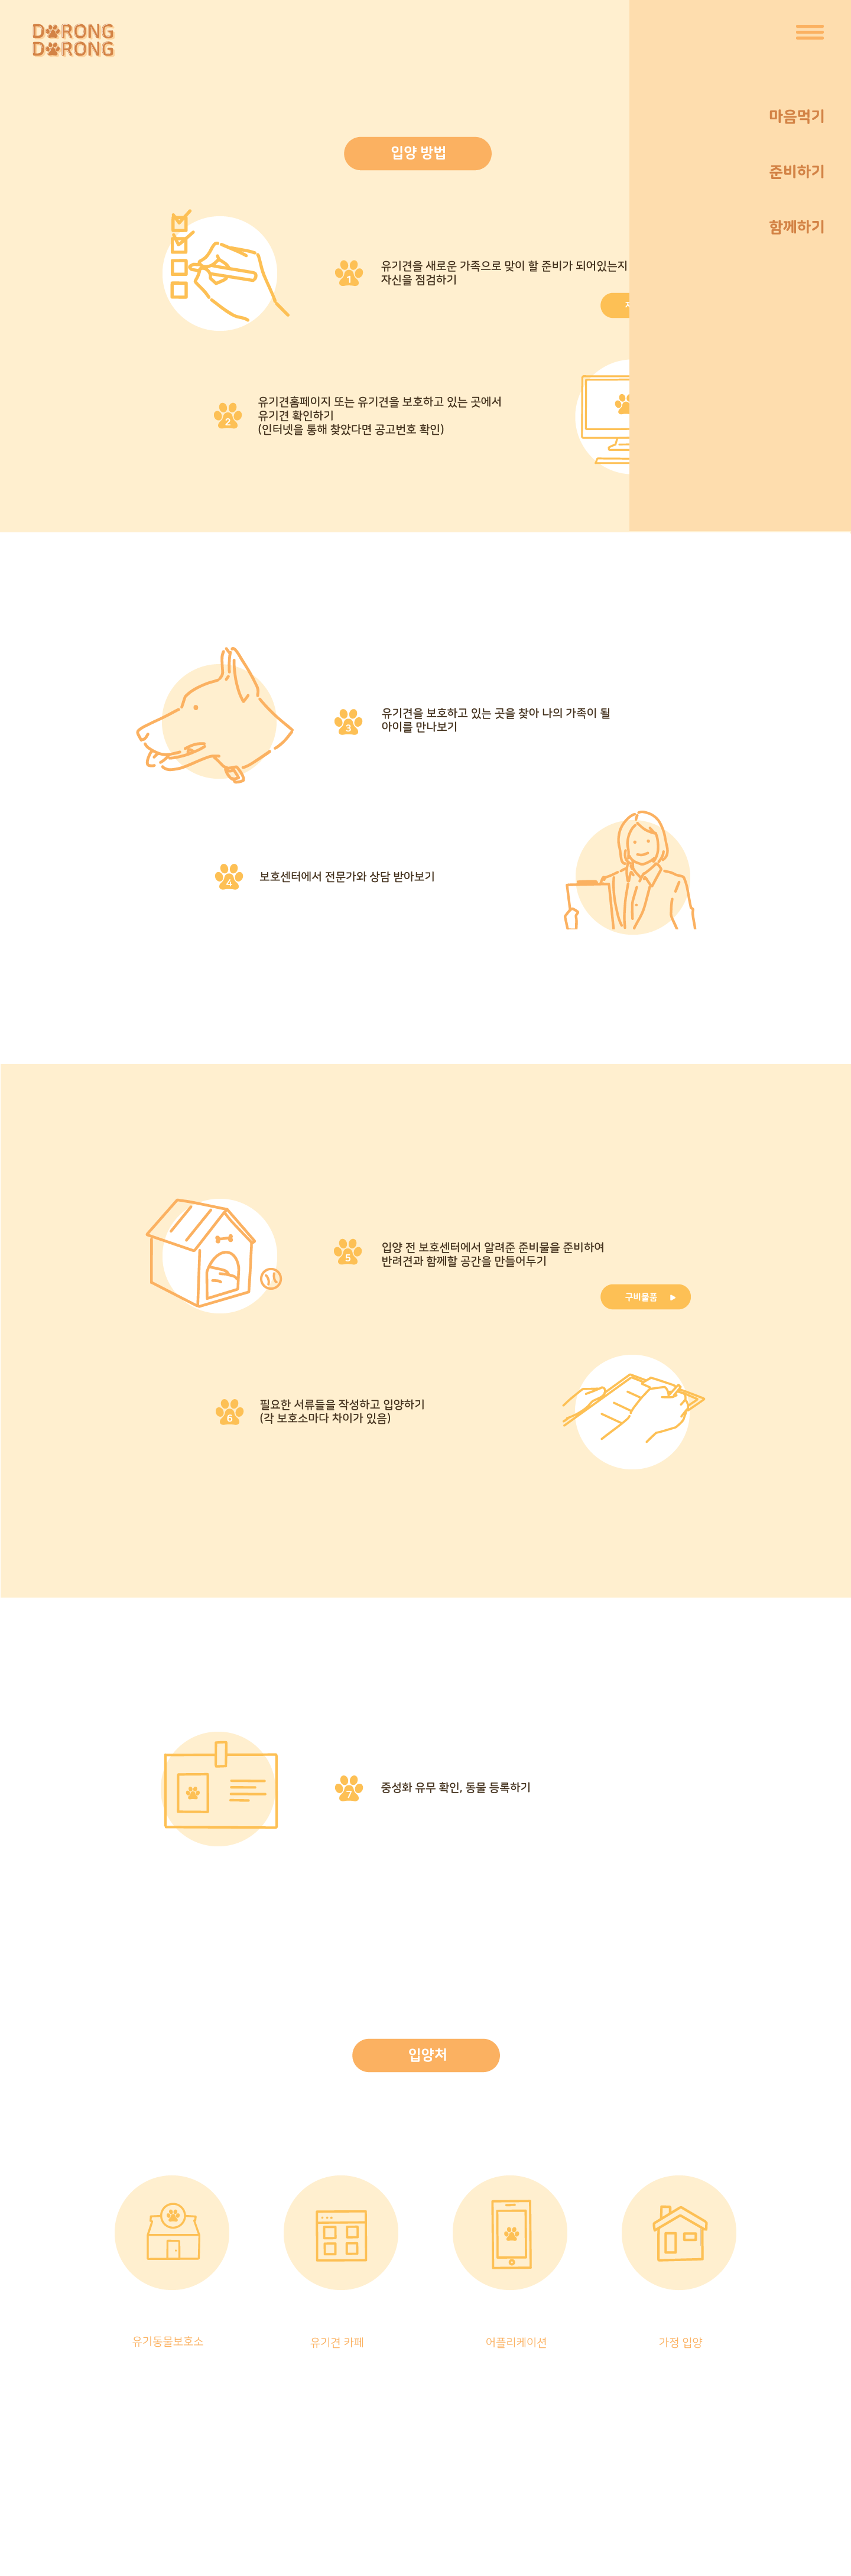 DORONG
DORONG
마음먹기
준비하기
함께하기
입양 방법
1
유기견을 새로운 가족으로 맞이 할 준비가 되어있는지
자신을 점검하기
2
유기견홈페이지 또는 유기견을 보호하고 있는 곳에서
유기견 확인하기
(인터넷을 통해 찾았다면 공고번호 확인)
3
유기견을 보호하고 있는 곳을 찾아 나의 가족이 될
아이를 만나보기
4
보호센터에서 전문가와 상담 받아보기
5
입양 전 보호센터에서 알려준 준비물을 준비하여
반려견과 함께할 공간을 만들어두기
구비물품 ▶
6
필요한 서류들을 작성하고 입양하기
(각 보호소마다 차이가 있음)
7
중성화 유무 확인, 동물 등록하기
입양처
유기동물보호소
유기견 카페
어플리케이션
가정 입양